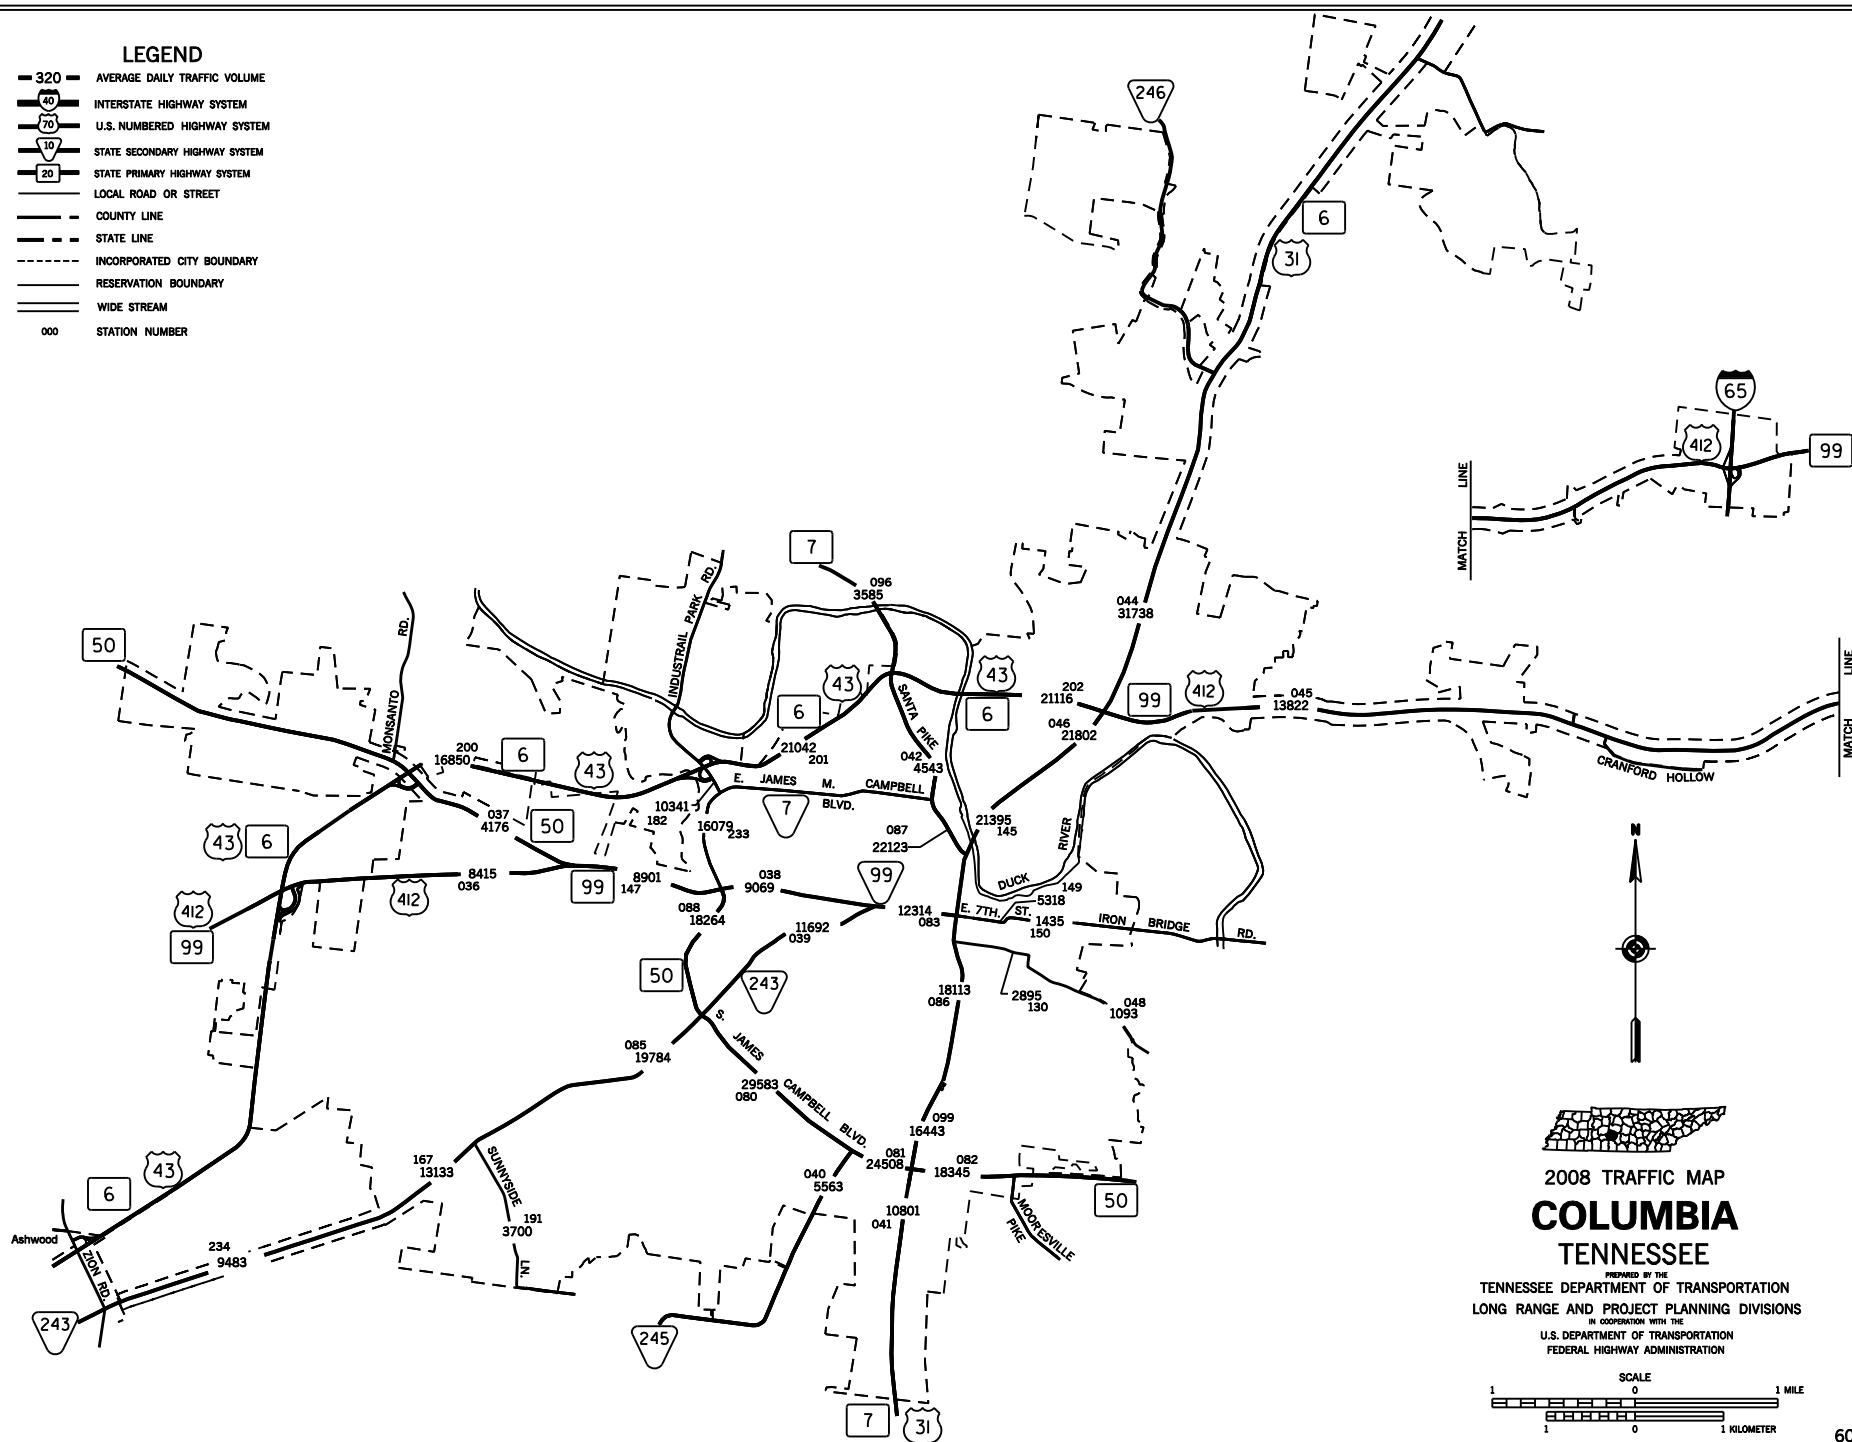 LEGEND
320 AVERAGE DAILY TRAFFIC VOLUME
40 INTERSTATE HIGHWAY SYSTEM
70 U.S. NUMBERED HIGHWAY SYSTEM
10 STATE SECONDARY HIGHWAY SYSTEM
20 STATE PRIMARY HIGHWAY SYSTEM
LOCAL ROAD OR STREET
COUNTY LINE
STATE LINE
INCORPORATED CITY BOUNDARY
RESERVATION BOUNDARY
WIDE STREAM
000 STATION NUMBER
246
6
31
65
412
99
MATCH LINE
7
096
3585
INDUSTRAIL PARK RD.
044
31738
50
MONSANTO RD.
43
6
SANTA PIKE
43
6
202
21116
99
412
045
13822
046
21802
MATCH LINE
CRANFORD HOLLOW
200
16850
6
43
21042
201
042
4543
E. JAMES M. CAMPBELL
BLVD.
7
10341
182
037
4176
50
16079
233
087
22123
21395
145
DUCK RIVER
43
6
412
99
8415
036
412
99
8901
147
038
9069
99
088
18264
11692
039
12314
083
E. 7TH. ST.
149
5318
1435
150
IRON BRIDGE RD.
N
50
243
18113
086
2895
130
048
1093
085
19784
S. JAMES CAMPBELL BLVD.
29583
080
099
16443
081
24508
082
18345
50
MOORESVILLE
PIKE
040
5563
10801
041
167
13133
SUNNYSIDE LN.
191
3700
43
6
Ashwood
ZION RD.
234
9483
243
245
7
31
2008 TRAFFIC MAP
COLUMBIA
TENNESSEE
PREPARED BY THE
TENNESSEE DEPARTMENT OF TRANSPORTATION
LONG RANGE AND PROJECT PLANNING DIVISIONS
IN COOPERATION WITH THE
U.S. DEPARTMENT OF TRANSPORTATION
FEDERAL HIGHWAY ADMINISTRATION
SCALE
1 0 1 MILE
1 0 1 KILOMETER
60